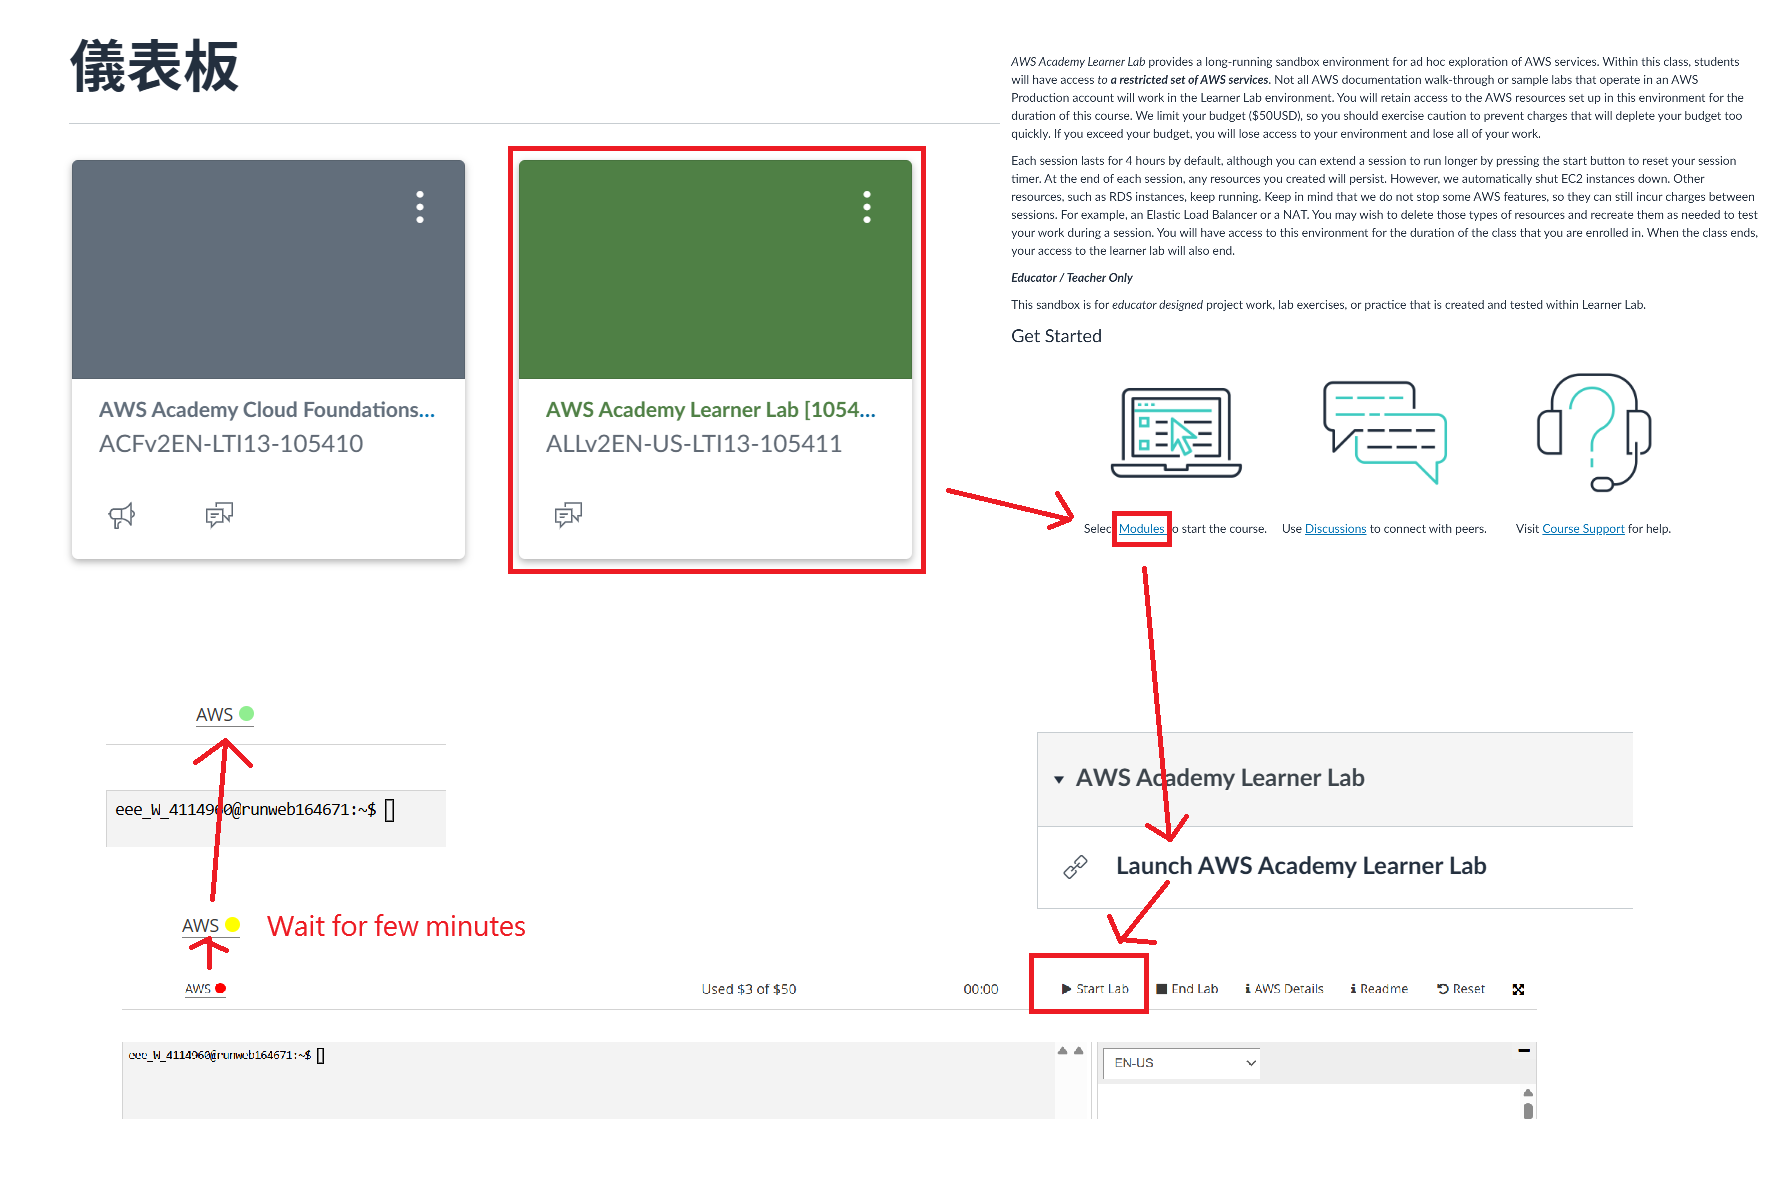 儀表板
AWS Academy Cloud Foundations...
ACFv2EN-LTI13-105410
AWS Academy Learner Lab [1054...
ALLv2EN-US-LTI13-105411
AWS Academy Learner Lab provides a long-running sandbox environment for ad hoc exploration of AWS services. Within this class, students
will have access to a restricted set of AWS services. Not all AWS documentation walk-through or sample labs that operate in an AWS
Production account will work in the Learner Lab environment. You will retain access to the AWS resources set up in this environment for the
duration of this course. We limit your budget ($50USD), so you should exercise caution to prevent charges that will deplete your budget too
quickly. If you exceed your budget, you will lose access to your environment and lose all of your work.
Each session lasts for 4 hours by default, although you can extend a session to run longer by pressing the start button to reset your session
timer. At the end of each session, any resources you created will persist. However, we automatically shut EC2 instances down. Other
resources, such as RDS instances, keep running. Keep in mind that we do not stop some AWS features, so they can still incur charges between
sessions. For example, an Elastic Load Balancer or a NAT. You may wish to delete those types of resources and recreate them as needed to test
your work during a session. You will have access to this environment for the duration of the class that you are enrolled in. When the class ends,
your access to the learner lab will also end.
Educator / Teacher Only
This sandbox is for educator designed project work, lab exercises, or practice that is created and tested within Learner Lab.
Get Started
Selec Modules o start the course.
Use Discussions to connect with peers.
Visit Course Support for help.
AWS Academy Learner Lab
Launch AWS Academy Learner Lab
AWS
eee_W_4114960@runweb164671:~$
AWS
Wait for few minutes
AWS
Used $3 of $50
00:00
Start Lab
End Lab
AWS Details
Readme
Reset
eee_W_4114960@runweb164671:~$
EN-US